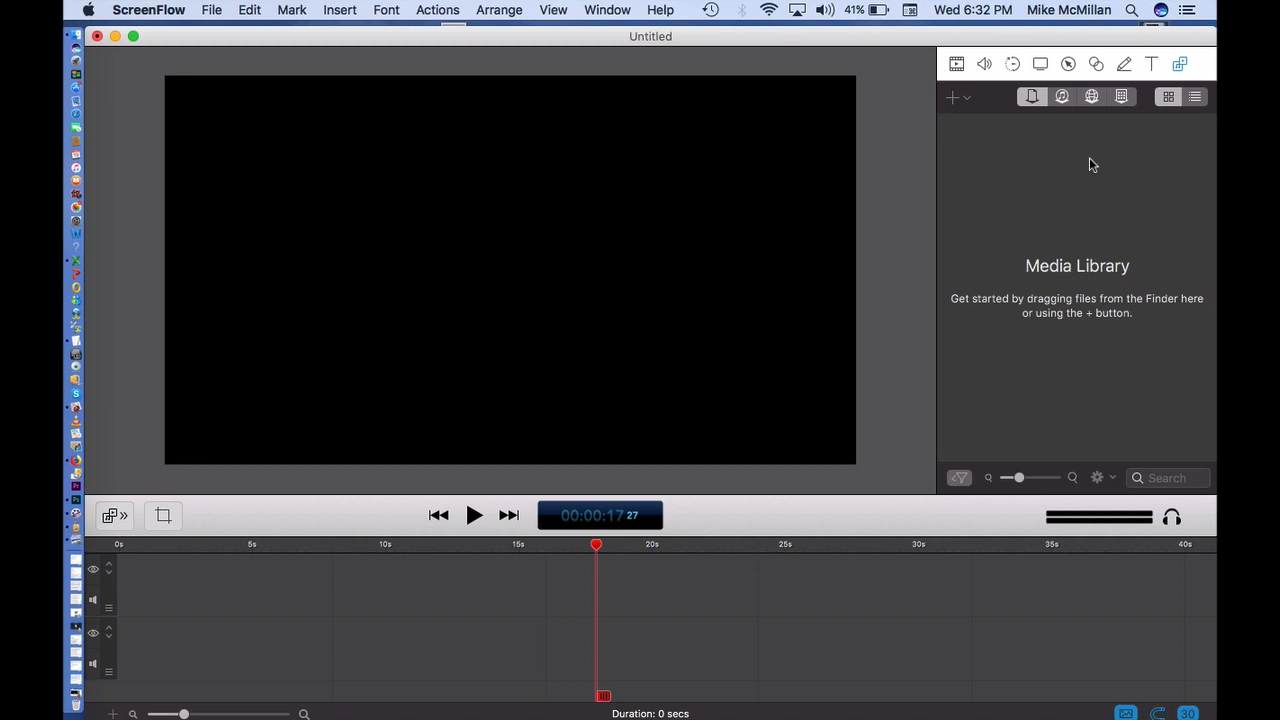 ScreenFlow File Edit Mark Insert Font Actions Arrange View Window Help 41% Wed 6:32 PM Mike McMillan
Untitled
Media Library
Get started by dragging files from the Finder here
or using the + button.
Search
00:00:17 27
0s 5s 10s 15s 20s 25s 30s 35s 40s
Duration: 0 secs
30